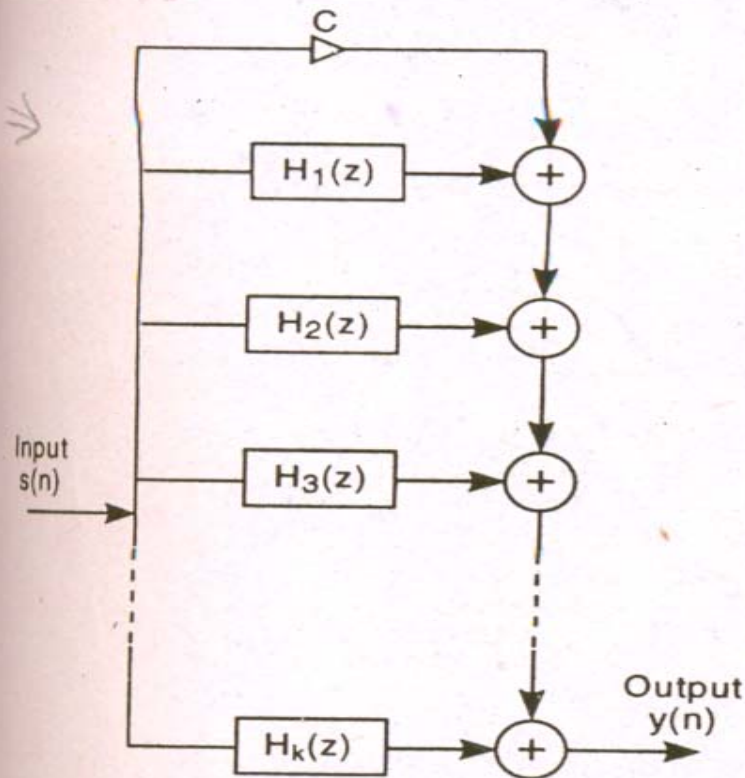 C
H₁(z)
+
H₂(z)
+
Input
s(n)
H₃(z)
+
Output
y(n)
Hₖ(z)
+